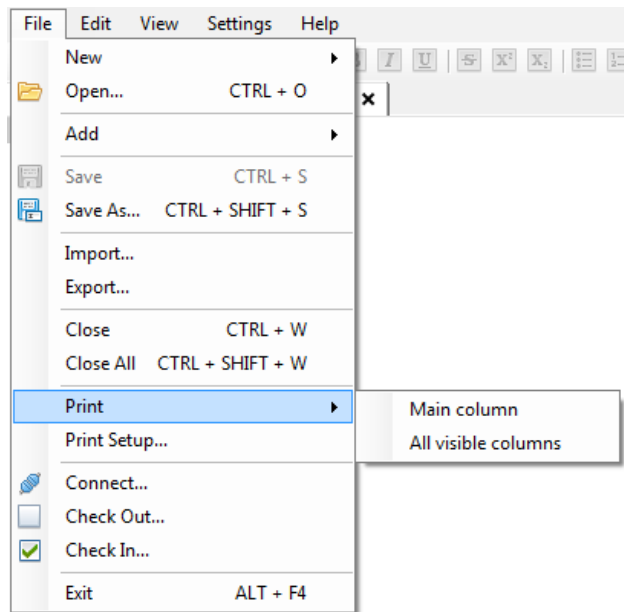 File Edit View Settings Help
I U S X² X₂
New
Open... CTRL + O
Add
Save CTRL + S
Save As... CTRL + SHIFT + S
Import...
Export...
Close CTRL + W
Close All CTRL + SHIFT + W
Print
Main column
Print Setup...
All visible columns
Connect...
Check Out...
Check In...
Exit ALT + F4